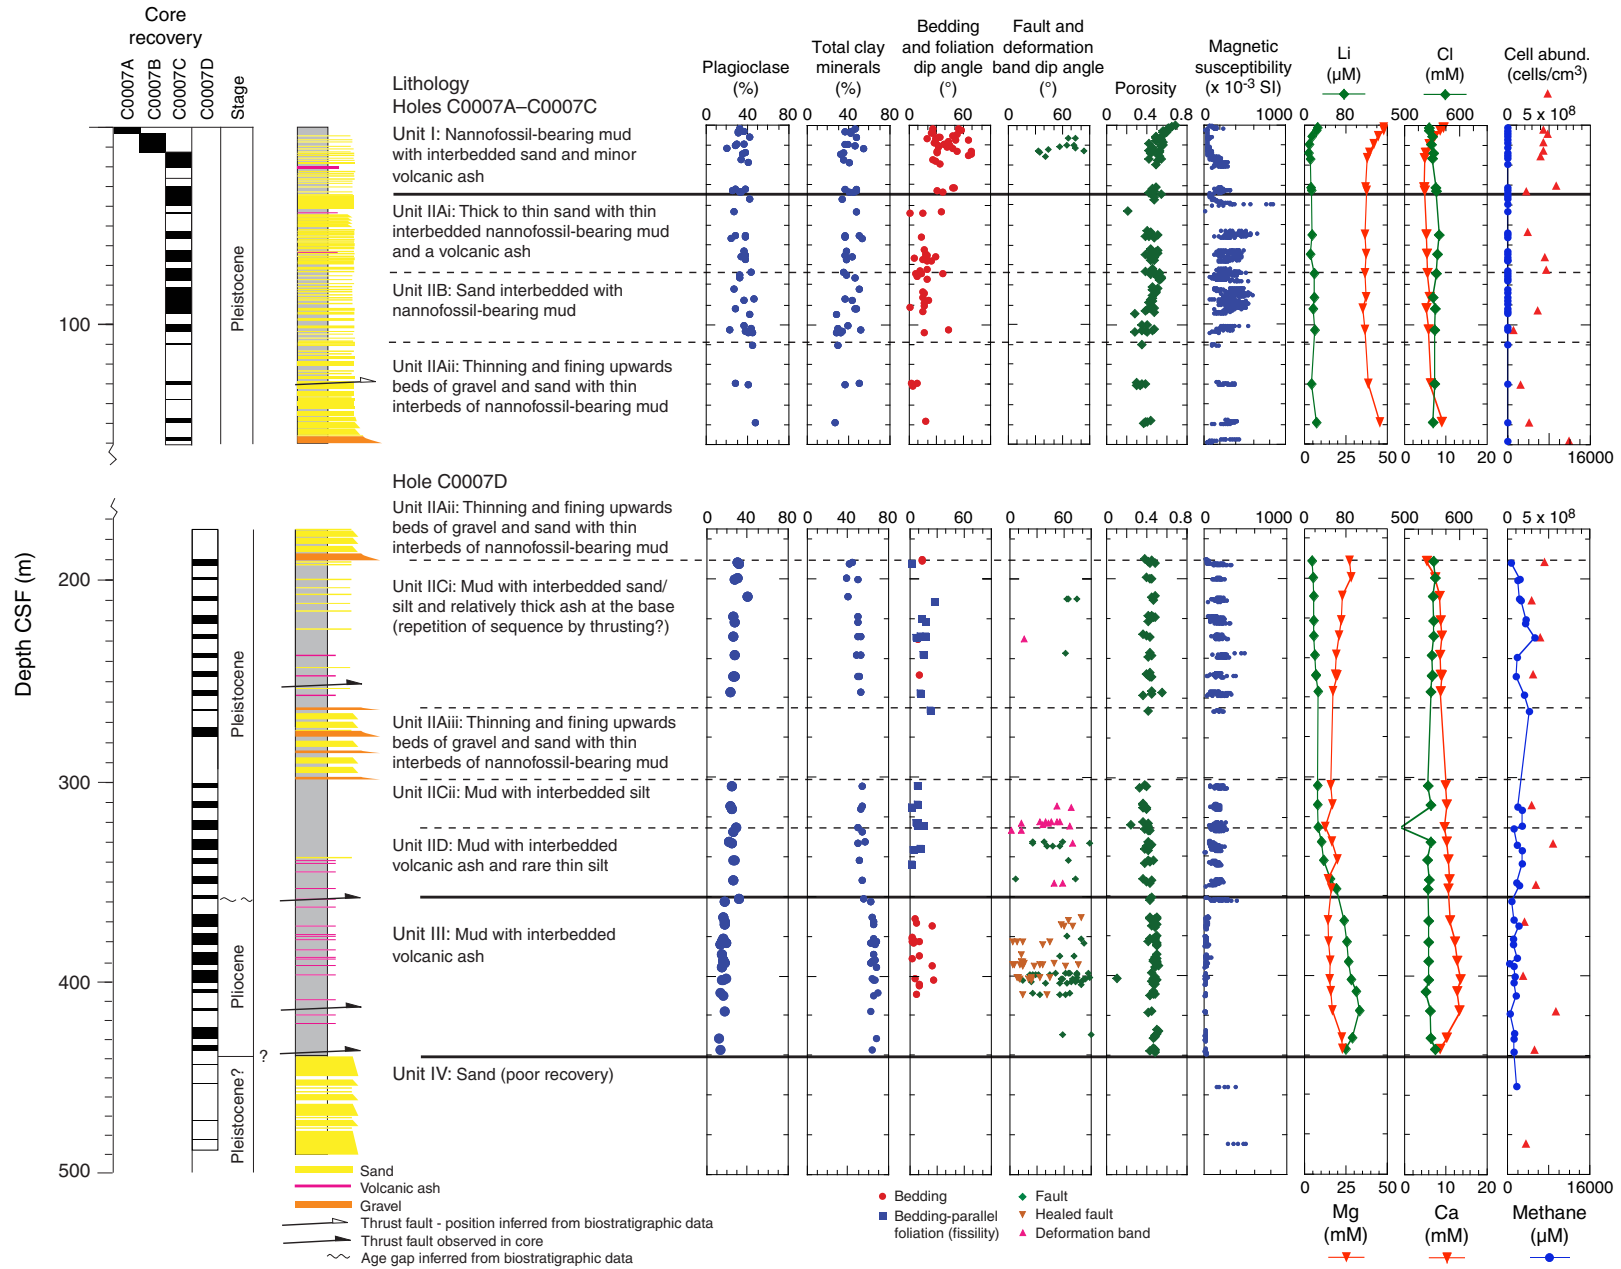 Core
recovery
C0007A
C0007B
C0007C
C0007D
Stage
Lithology
Holes C0007A–C0007C
Plagioclase
(%)
Total clay
minerals
(%)
Bedding
and foliation
dip angle
(°)
Fault and
deformation
band dip angle
(°)
Porosity
Magnetic
susceptibility
(x 10-3 SI)
Li
(µM)
Cl
(mM)
Cell abund.
(cells/cm3)
0 40 80 0 40 80 0 60 0 60 0 0.4 0.8 0 1000 0 80 500 600 0 5 x 10^8
Unit I: Nannofossil-bearing mud
with interbedded sand and minor
volcanic ash
Unit IIAi: Thick to thin sand with thin
interbedded nannofossil-bearing mud
and a volcanic ash
Unit IIB: Sand interbedded with
nannofossil-bearing mud
Unit IIAii: Thinning and fining upwards
beds of gravel and sand with thin
interbeds of nannofossil-bearing mud
Pleistocene
100
0 25 50 0 10 20 0 16000
Hole C0007D
0 40 80 0 40 80 0 60 0 60 0 0.4 0.8 0 1000 0 80 500 600 0 5 x 10^8
Unit IIAii: Thinning and fining upwards
beds of gravel and sand with thin
interbeds of nannofossil-bearing mud
Unit IICi: Mud with interbedded sand/
silt and relatively thick ash at the base
(repetition of sequence by thrusting?)
Unit IIAiii: Thinning and fining upwards
beds of gravel and sand with thin
interbeds of nannofossil-bearing mud
Unit IICii: Mud with interbedded silt
Unit IID: Mud with interbedded
volcanic ash and rare thin silt
Unit III: Mud with interbedded
volcanic ash
Unit IV: Sand (poor recovery)
Depth CSF (m)
200
300
400
500
Pleistocene
Pliocene
?
Pleistocene?
0 25 50 0 10 20 0 16000
Mg
(mM)
Ca
(mM)
Methane
(µM)
Sand
Volcanic ash
Gravel
Thrust fault - position inferred from biostratigraphic data
Thrust fault observed in core
Age gap inferred from biostratigraphic data
Bedding
Bedding-parallel
foliation (fissility)
Fault
Healed fault
Deformation band